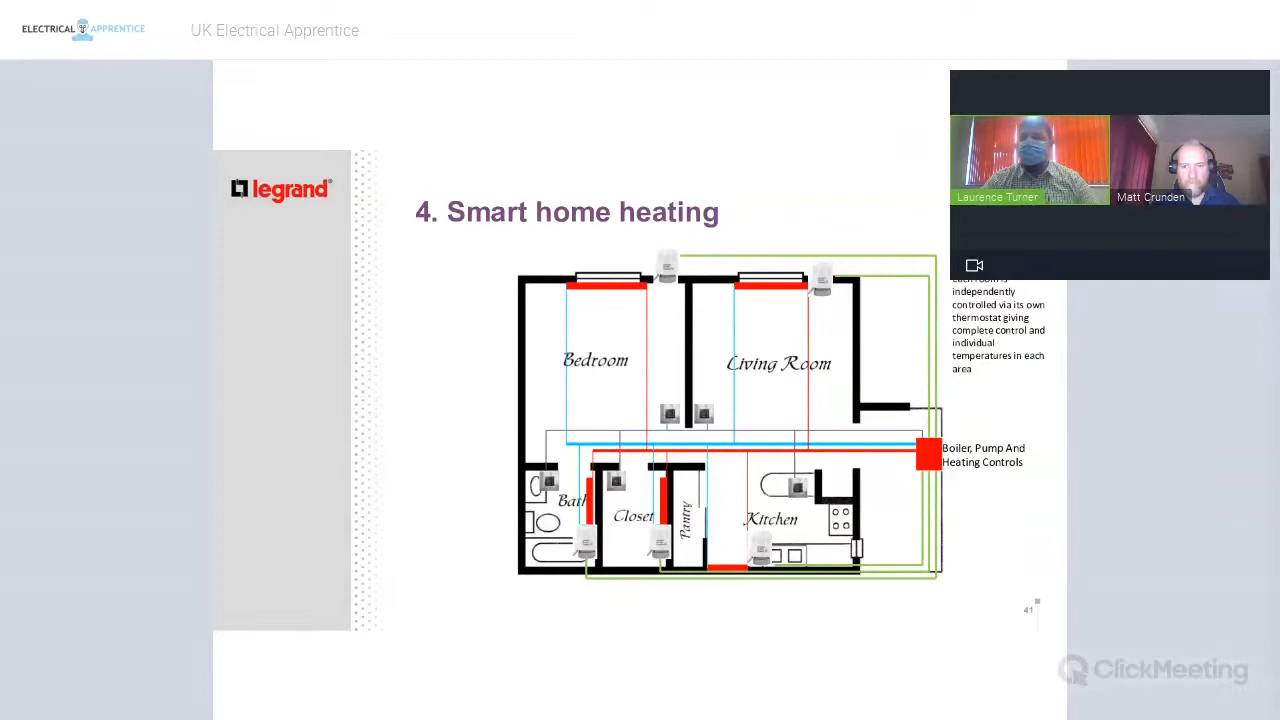 ELECTRICAL APPRENTICE
UK Electrical Apprentice
legrand®
4. Smart home heating
Laurence Turner
Matt Crunden
independently
controlled via its own
thermostat giving
complete control and
individual
temperatures in each
area
Bedroom
Living Room
Boiler, Pump And
Heating Controls
Bath
Closet
Pantry
Kitchen
41
ClickMeeting